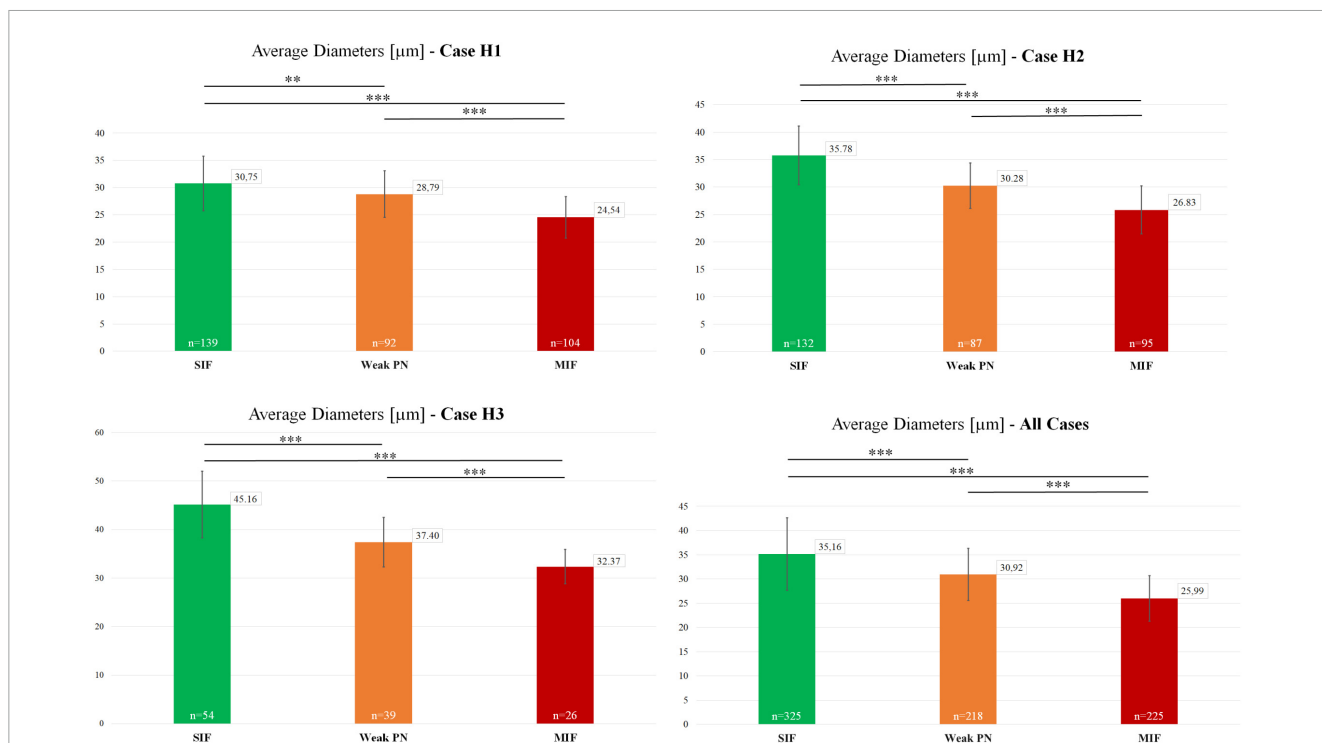 Average Diameters [µm] - Case H1
**
***
***
40
35
30
25
20
15
10
5
0
30,75
28,79
24,54
n=139
n=92
n=104
SIF
Weak PN
MIF
Average Diameters [µm] - Case H2
***
***
***
45
40
35
30
25
20
15
10
5
0
35.78
30.28
26.83
n=132
n=87
n=95
SIF
Weak PN
MIF
Average Diameters [µm] - Case H3
***
***
***
60
50
40
30
20
10
0
45.16
37.40
32.37
n=54
n=39
n=26
SIF
Weak PN
MIF
Average Diameters [µm] - All Cases
***
***
***
45
40
35
30
25
20
15
10
5
0
35,16
30,92
25,99
n=325
n=218
n=225
SIF
Weak PN
MIF